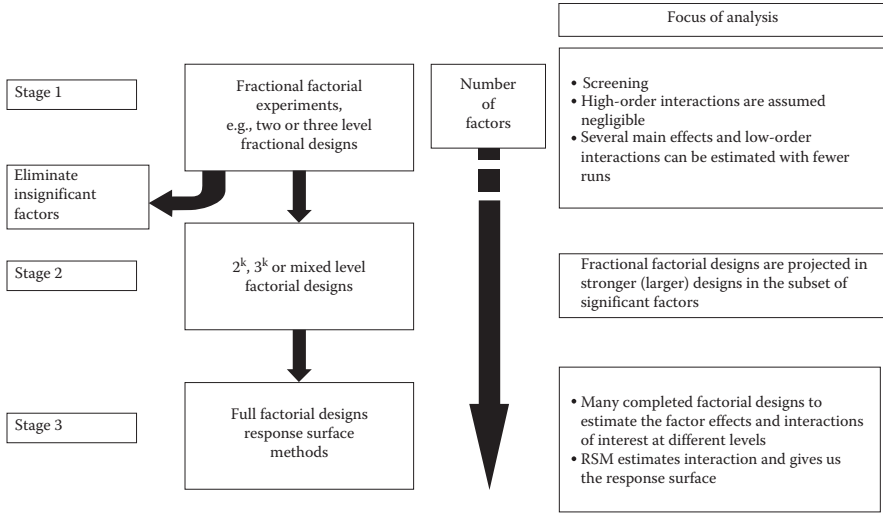 Focus of analysis
Stage 1
Fractional factorial
experiments,
e.g., two or three level
fractional designs
Number
of
factors
• Screening
• High-order interactions are assumed
negligible
• Several main effects and low-order
interactions can be estimated with fewer
runs
Eliminate
insignificant
factors
Stage 2
2ᵏ, 3ᵏ or mixed level
factorial designs
Fractional factorial designs are projected in
stronger (larger) designs in the subset of
significant factors
Stage 3
Full factorial designs
response surface
methods
• Many completed factorial designs to
estimate the factor effects and interactions
of interest at different levels
• RSM estimates interaction and gives us
the response surface